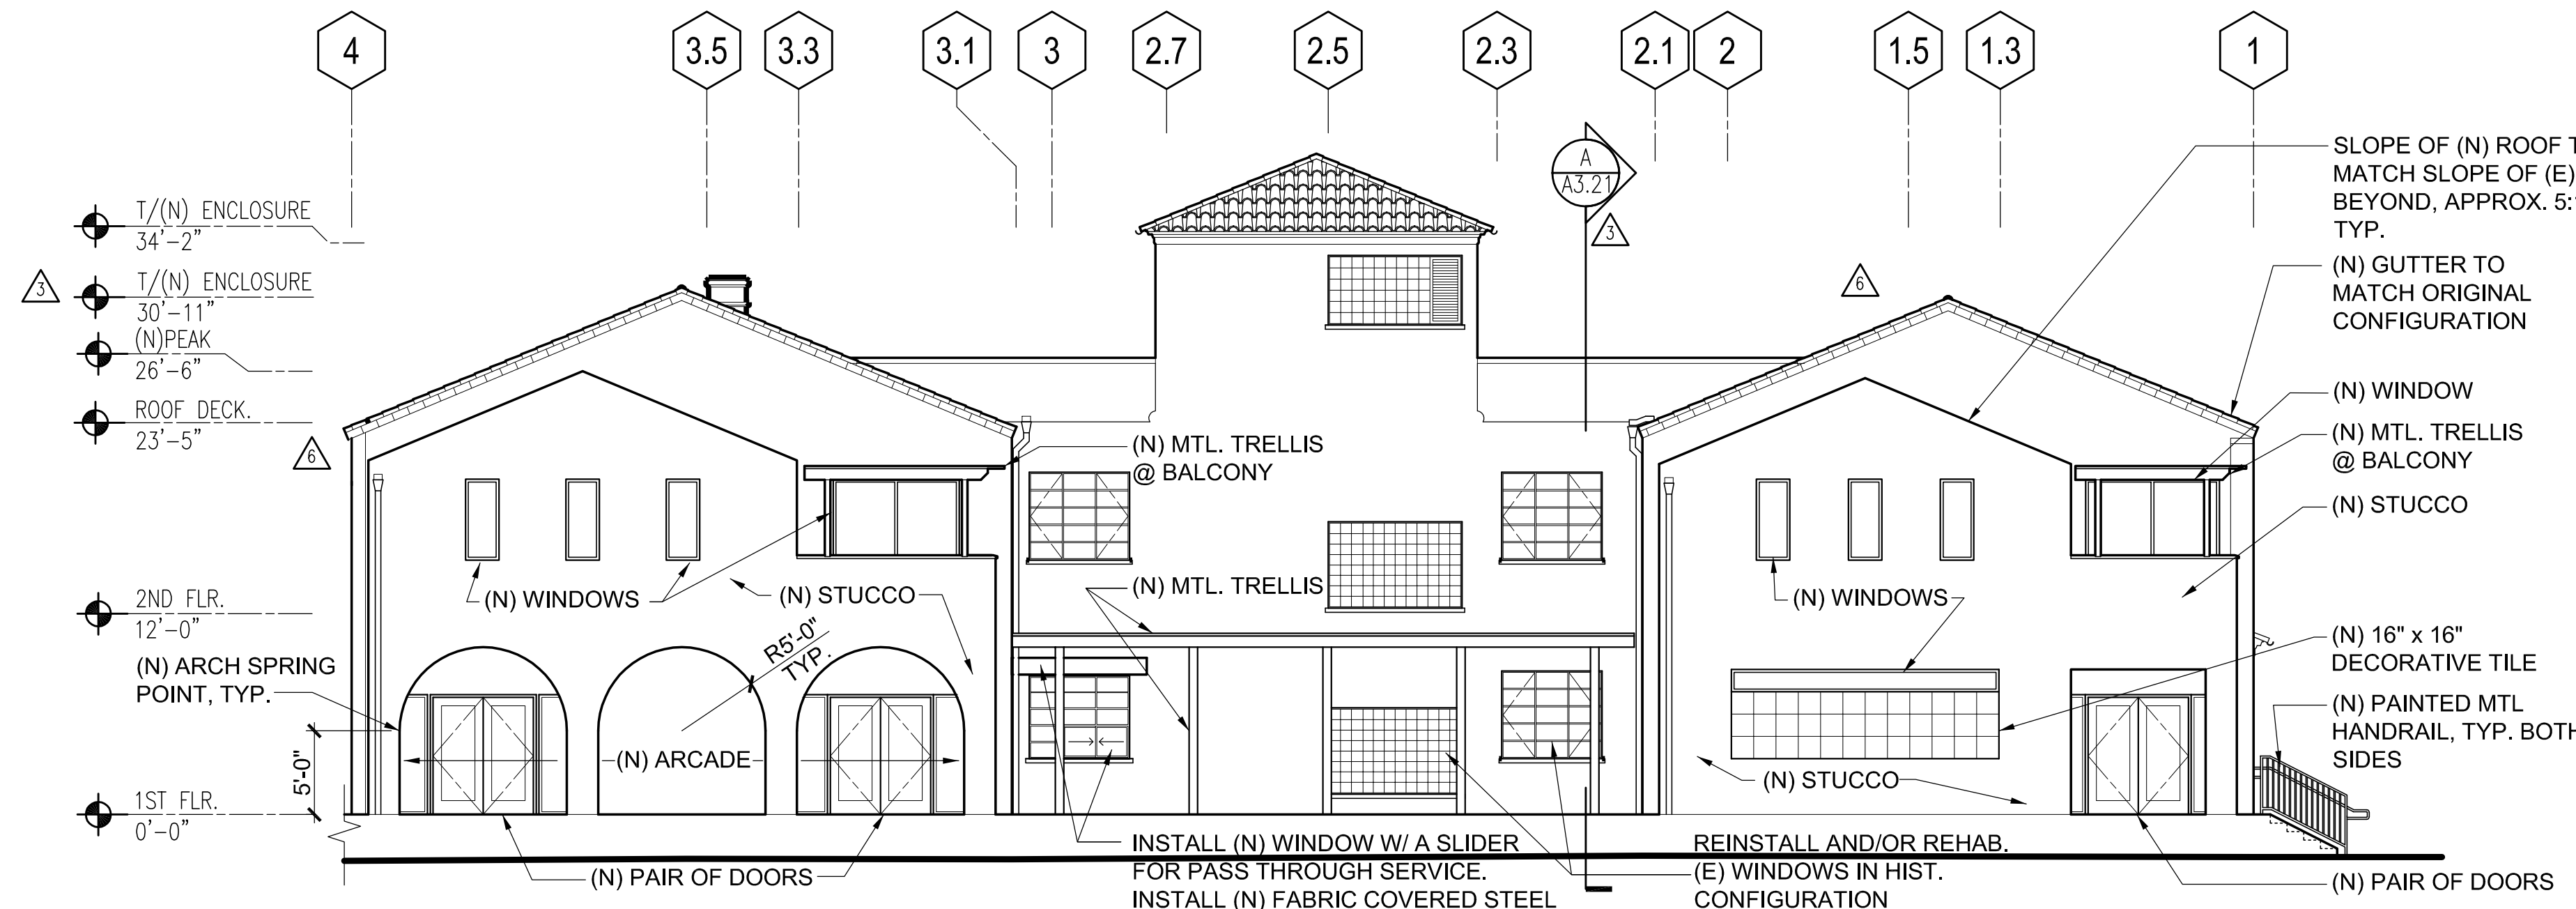 4
3.5
3.3
3.1
3
2.7
2.5
2.3
2.1
2
1.5
1.3
1
A
A3.21
3
T/(N) ENCLOSURE
34'-2"
3
T/(N) ENCLOSURE
30'-11"
(N)PEAK
26'-6"
ROOF DECK.
23'-5"
6
2ND FLR.
12'-0"
(N) ARCH SPRING
POINT, TYP.
5'-0"
1ST FLR.
0'-0"
(N) WINDOWS
(N) STUCCO
R5'-0"
TYP.
(N) ARCADE
(N) PAIR OF DOORS
(N) MTL. TRELLIS
@ BALCONY
(N) MTL. TRELLIS
INSTALL (N) WINDOW W/ A SLIDER
FOR PASS THROUGH SERVICE.
INSTALL (N) FABRIC COVERED STEEL
REINSTALL AND/OR REHAB.
(E) WINDOWS IN HIST.
CONFIGURATION
6
(N) WINDOWS
(N) STUCCO
SLOPE OF (N) ROOF
MATCH SLOPE OF (E)
BEYOND, APPROX.
TYP.
(N) GUTTER TO
MATCH ORIGINAL
CONFIGURATION
(N) WINDOW
(N) MTL. TRELLIS
@ BALCONY
(N) STUCCO
(N) 16" x 16"
DECORATIVE TILE
(N) PAINTED MTL
HANDRAIL, TYP. BOTH
SIDES
(N) PAIR OF DOORS